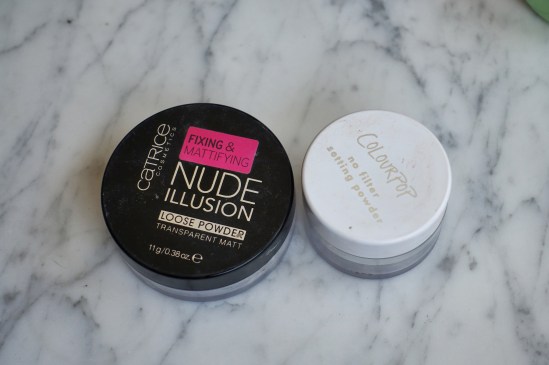 CATRICE
COSMETICS
FIXING &
MATTIFYING
NUDE
ILLUSION
LOOSE POWDER
TRANSPARENT MATT
11g/0.38oz.℮
COLOURPOP
no filter
setting powder